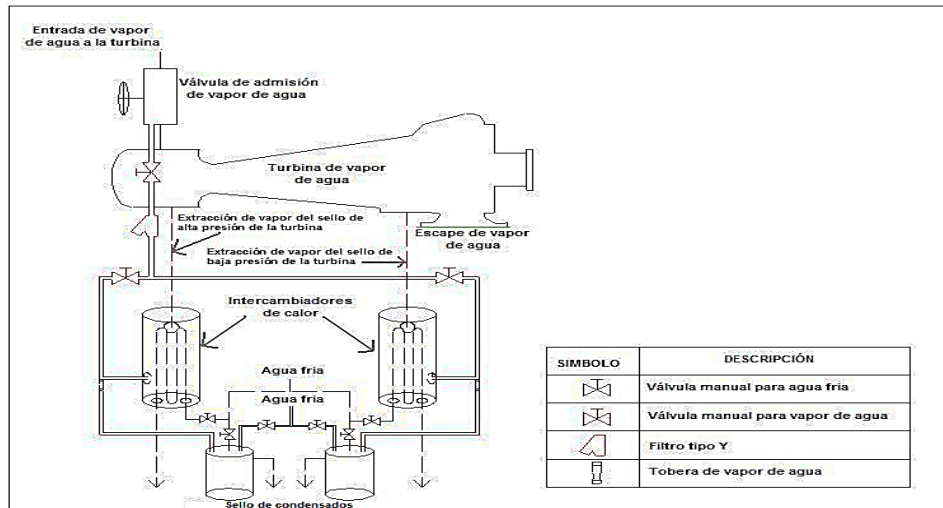 Entrada de vapor
de agua a la turbina
Válvula de admisión
de vapor de agua
Turbina de vapor
de agua
Extracción de vapor del sello de
alta presión de la turbina
Escape de vapor
de agua
Extracción de vapor del sello de
baja presión de la turbina
Intercambiadores
de calor
Agua fría
Agua fría
Sello de condensados
SIMBOLO
DESCRIPCIÓN
Válvula manual para agua fria
Válvula manual para vapor de agua
Filtro tipo Y
Tobera de vapor de agua